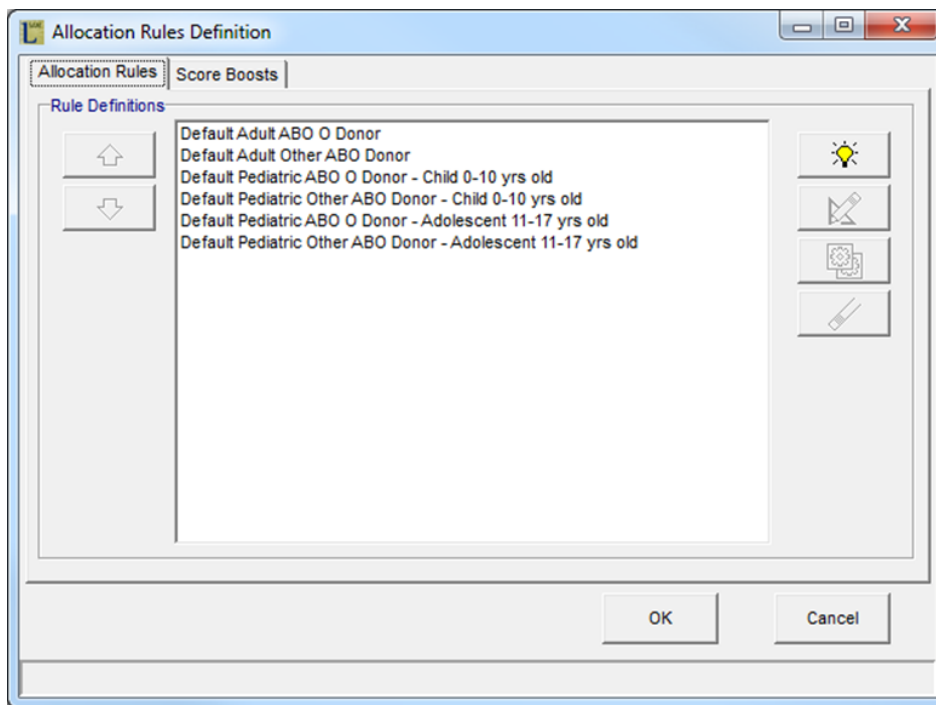 Allocation Rules Definition
Allocation Rules
Score Boosts
Rule Definitions
Default Adult ABO O Donor
Default Adult Other ABO Donor
Default Pediatric ABO O Donor - Child 0-10 yrs old
Default Pediatric Other ABO Donor - Child 0-10 yrs old
Default Pediatric ABO O Donor - Adolescent 11-17 yrs old
Default Pediatric Other ABO Donor - Adolescent 11-17 yrs old
OK
Cancel